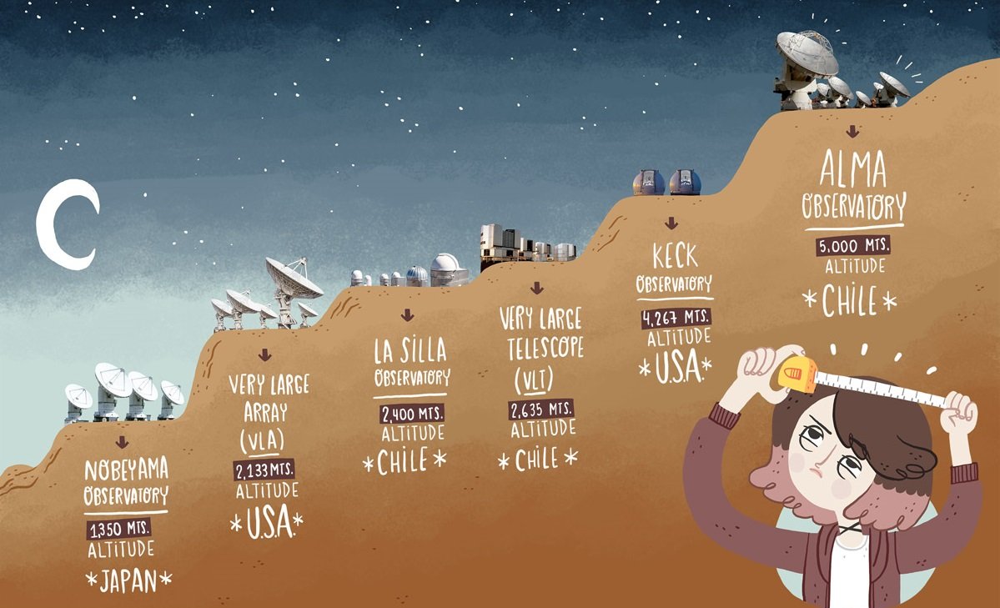 NOBEYAMA
OBSERVATORY
1,350 MTS.
ALTITUDE
*JAPAN*
VERY LARGE
ARRAY
(VLA)
2,133 MTS.
ALTITUDE
*U.S.A.*
LA SILLA
OBSERVATORY
2,400 MTS.
ALTITUDE
*CHILE*
VERY LARGE
TELESCOPE
(VLT)
2,635 MTS.
ALTITUDE
*CHILE*
KECK
OBSERVATORY
4,267 MTS.
ALTITUDE
*U.S.A.*
ALMA
OBSERVATORY
5,000 MTS.
ALTITUDE
*CHILE*